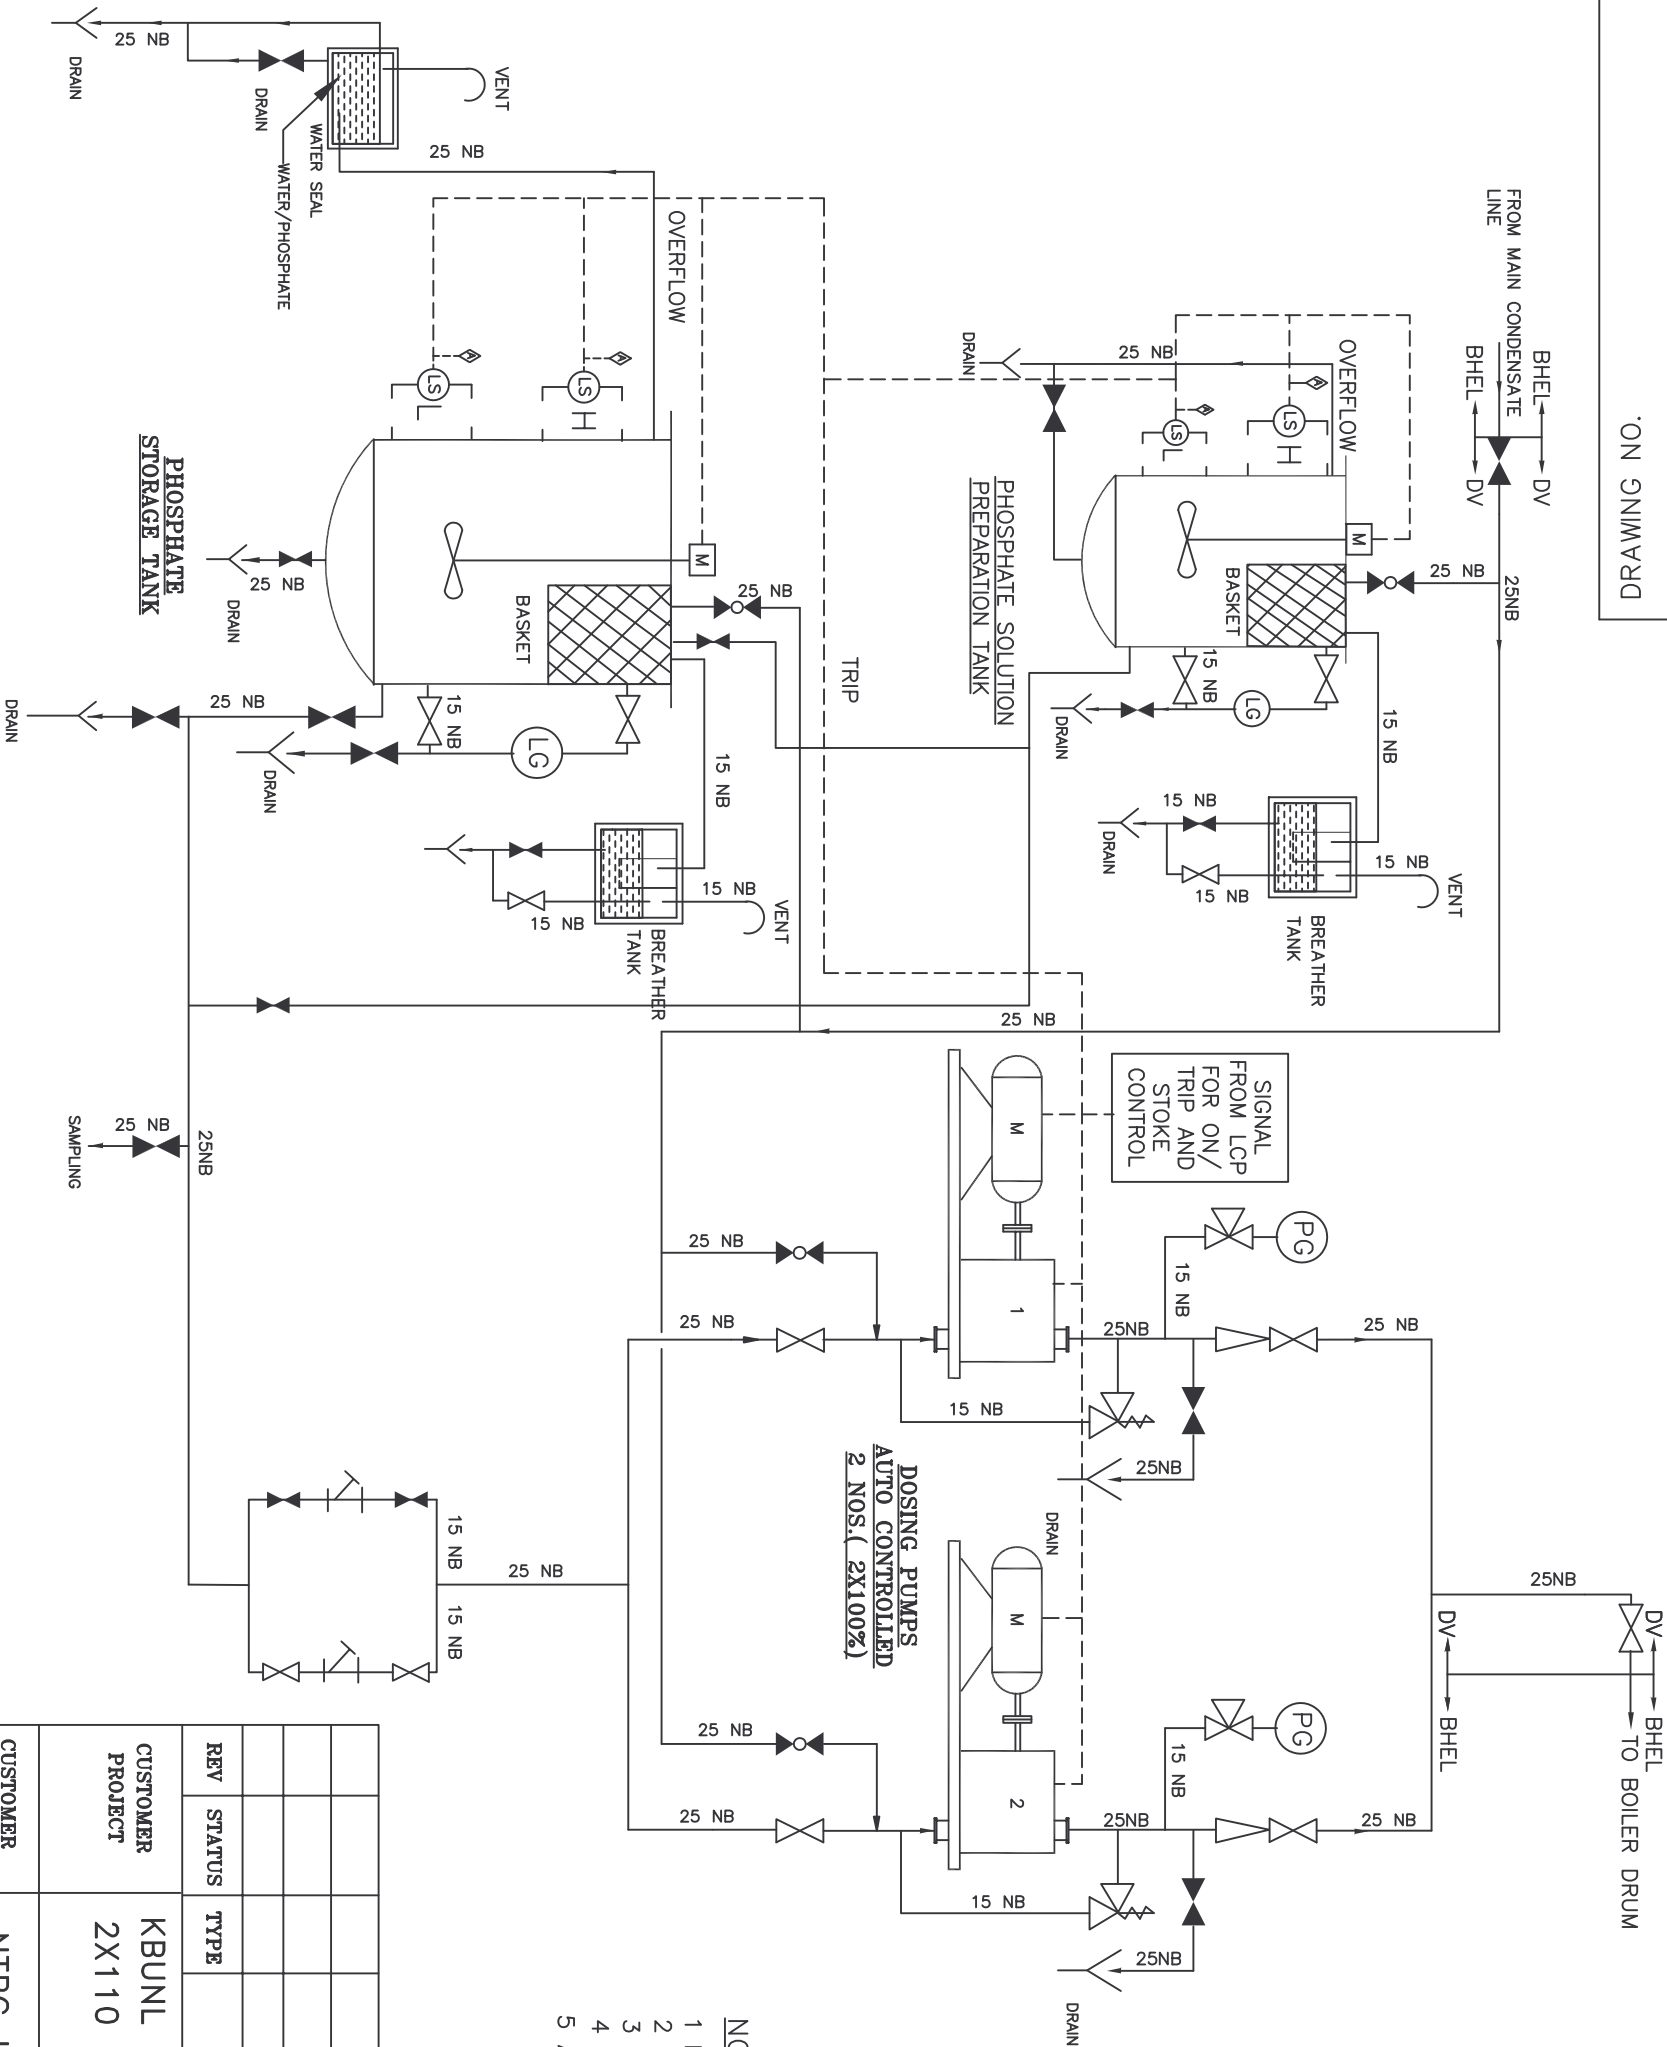 DRAWING NO.
FROM MAIN CONDENSATE
LINE
BHEL
DV
BHEL
DV
25NB
25 NB
OVERFLOW
25 NB
DRAIN
A
A
LS
H
LS
L
M
BASKET
PHOSPHATE SOLUTION
PREPARATION TANK
15 NB
LG
DRAIN
15 NB
15 NB
DRAIN
15 NB
15 NB
VENT
BREATHER
TANK
VENT
25 NB
DRAIN
DRAIN
WATER SEAL
WATER/PHOSPHATE
25 NB
OVERFLOW
A
A
LS
H
LS
L
M
BASKET
PHOSPHATE
STORAGE TANK
25 NB
DRAIN
25 NB
TRIP
15 NB
LG
DRAIN
25 NB
DRAIN
15 NB
15 NB
15 NB
VENT
BREATHER
TANK
25 NB
SIGNAL
FROM LCP
FOR ON/
TRIP AND
STOKE
CONTROL
25 NB
SAMPLING
25NB
M
1
PG
15 NB
25NB
25 NB
25 NB
25 NB
15 NB
25NB
DRAIN
DOSING PUMPS
AUTO CONTROLLED
2 NOS.( 2X100%)
15 NB
15 NB
25 NB
M
2
PG
15 NB
25NB
25 NB
25 NB
25 NB
15 NB
25NB
DRAIN
25NB
DV
BHEL
DV
BHEL
TO BOILER DRUM
REV
STATUS
TYPE
CUSTOMER
PROJECT
KBUNL
2X110
CUSTOMER
1
2
3
4
5